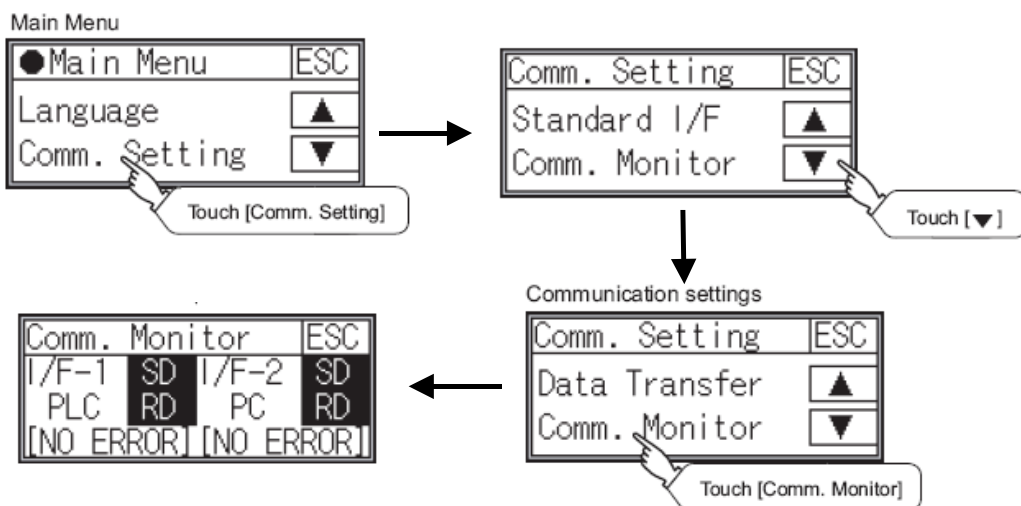 Main Menu
●Main Menu ESC
Language ▲
Comm. Setting ▼
Touch [Comm. Setting]
Comm. Setting ESC
Standard I/F ▲
Comm. Monitor ▼
Touch [▼]
Communication settings
Comm. Setting ESC
Data Transfer ▲
Comm. Monitor ▼
Touch [Comm. Monitor]
Comm. Monitor ESC
I/F-1 SD I/F-2 SD
PLC RD PC RD
[NO ERROR] [NO ERROR]